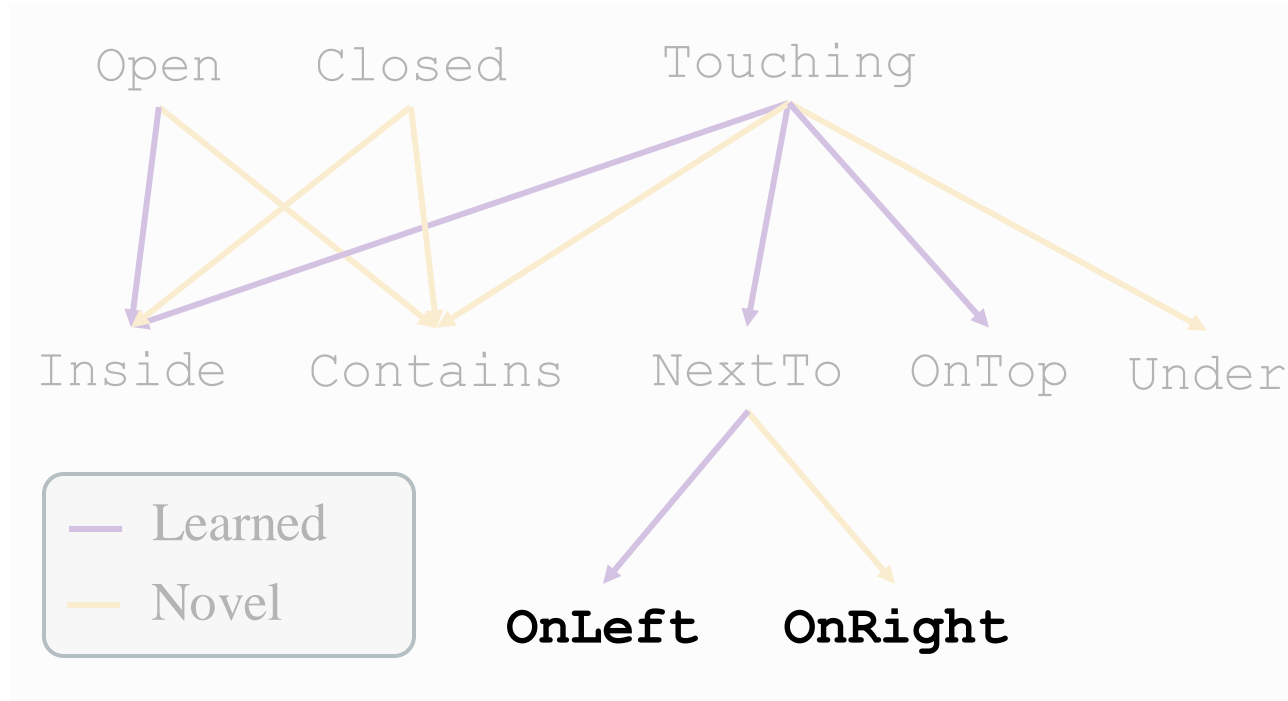 Open Closed Touching
Inside Contains NextTo OnTop Under
Learned
Novel
OnLeft OnRight